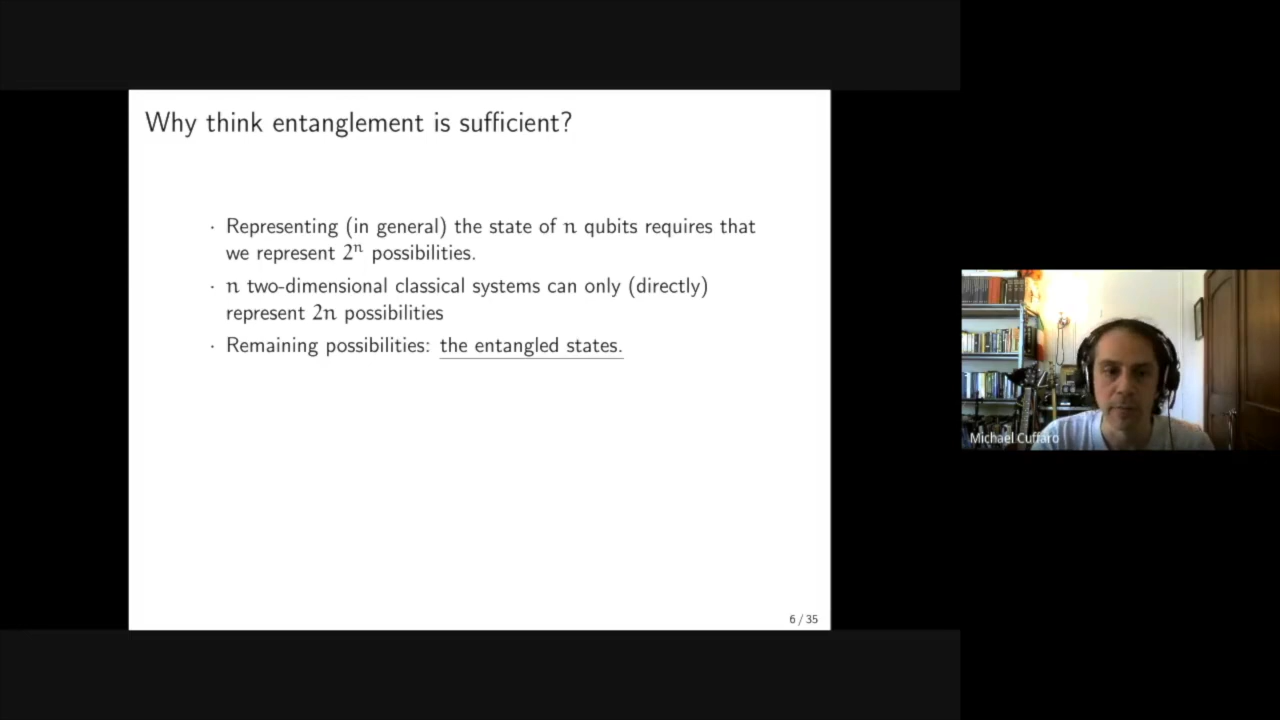 Why think entanglement is sufficient?
· Representing (in general) the state of n qubits requires that
we represent 2ⁿ possibilities.
· n two-dimensional classical systems can only (directly)
represent 2n possibilities
· Remaining possibilities: the entangled states.
6 / 35
Michael Cuffaro